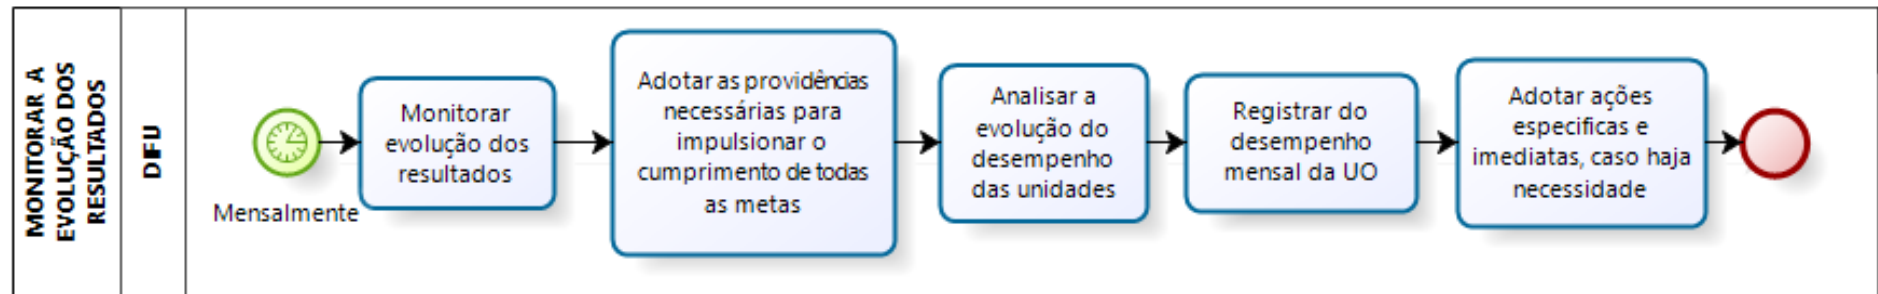 MONITORAR A
EVOLUÇÃO DOS
RESULTADOS
DIFU
Mensalmente
Monitorar
evolução dos
resultados
Adotar as providências
necessárias para
impulsionar o
cumprimento de todas
as metas
Analisar a
evolução do
desempenho
das unidades
Registrar do
desempenho
mensal da UO
Adotar ações
especificas e
imediatas, caso haja
necessidade